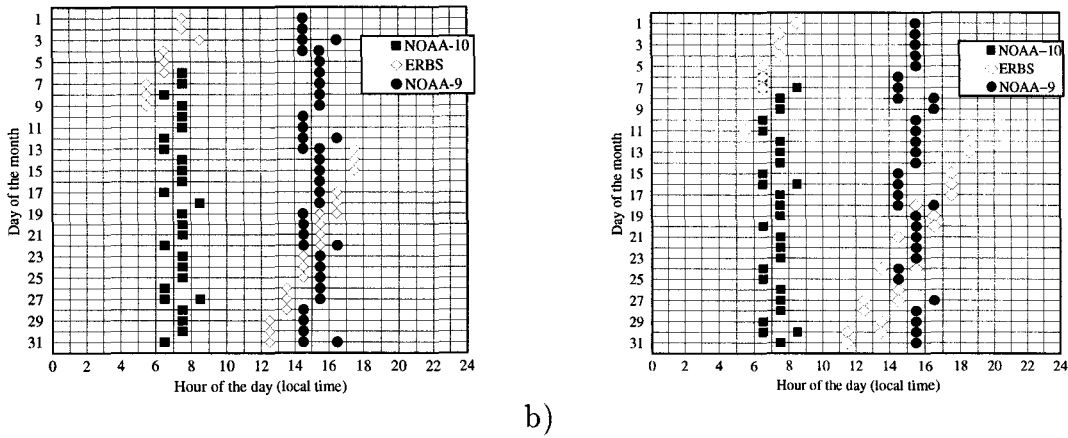 1
3
5
7
9
11
13
15
17
19
21
23
25
27
29
31
Day of the month
NOAA-10
ERBS
NOAA-9
0 2 4 6 8 10 12 14 16 18 20 22 24
Hour of the day (local time)
1
3
5
7
9
11
13
15
17
19
21
23
25
27
29
31
Day of the month
NOAA-10
ERBS
NOAA-9
0 2 4 6 8 10 12 14 16 18 20 22 24
Hour of the day (local time)
b)